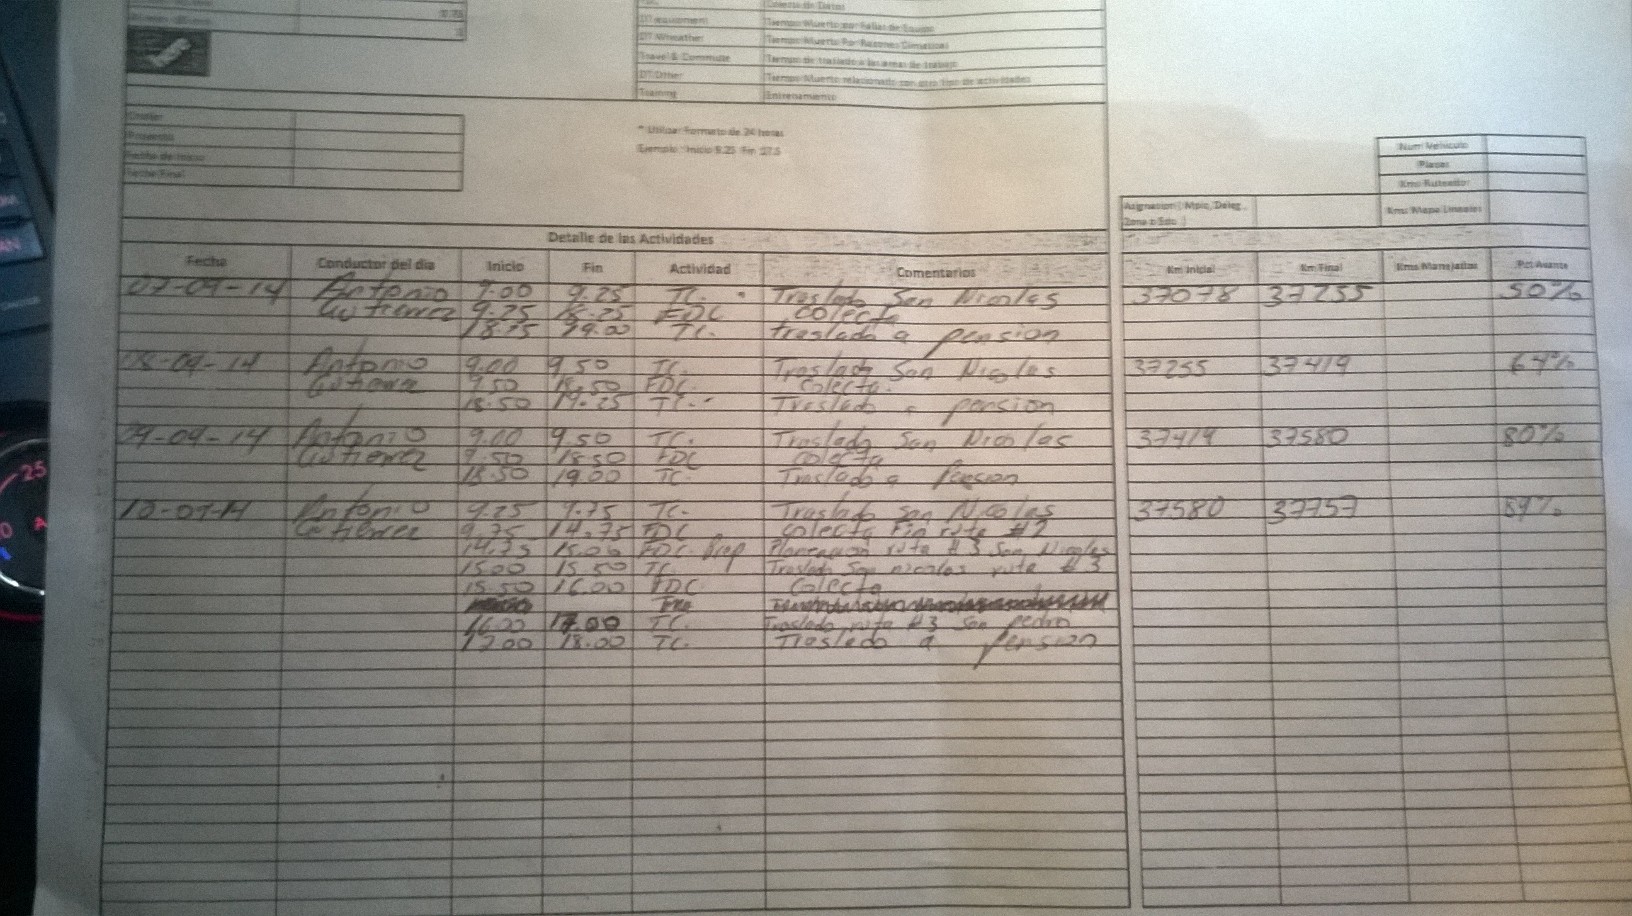 Colecta de Datos
DT equipment Tiempo Muerto por Fallas de Equipo
DT Wheather Tiempo Muerto Por Razones Climaticas
Travel & Commute Tiempo de traslado a las areas de trabajo
DT Other Tiempo Muerto relacionado con otro tipo de actividades
Training Entrenamiento
Cluster
Proyecto
Fecha de Inicio
Fecha Final
* Utilizar Formato de 24 horas
Ejemplo: Inicio 9.25 Fin 17.5
Num Vehiculo
Placas
Kms Ruteador
Kms Mapa Lineales
Asignacion ( Mpio, Deleg,
Zona o Edo )
Detalle de las Actividades
Fecha Conductor del dia Inicio Fin Actividad Comentarios Km Inicial Km Final Kms Manejados Pct Avance
07-09-14 Antonio 9.00 9.25 TC. Traslado San Nicolas 37078 37255 50%
Gutierrez 9.25 18.25 FDC colecta
18.75 19.00 TC. traslado a pension
08-09-14 Antonio 9.00 9.50 TC. Traslado San Nicolas 37255 37419 64%
Gutierrez 9.50 18.50 FDC. Colecta.
18.50 19.25 TC. Traslado a pension
09-09-14 Antonio 9.00 9.50 TC. Traslado San Nicolas 37419 37580 80%
Gutierrez 9.50 18.50 FDC colecta
18.50 19.00 TC. Traslado a Pension
10-09-14 Antonio 9.25 9.75 TC. Traslado San Nicolas 37580 37757 89%
Gutierrez 9.75 14.75 FDC colecta Fin ruta #2
14.75 15.00 FDC Prep Planeacion ruta #3 San Nicolas
15.00 15.50 TC. Traslado San nicolas ruta #3
15.50 16.00 FDC Colecta
16.00 17.00 TC. Traslado ruta #3 San pedro
17.00 18.00 TC. Traslado a pension